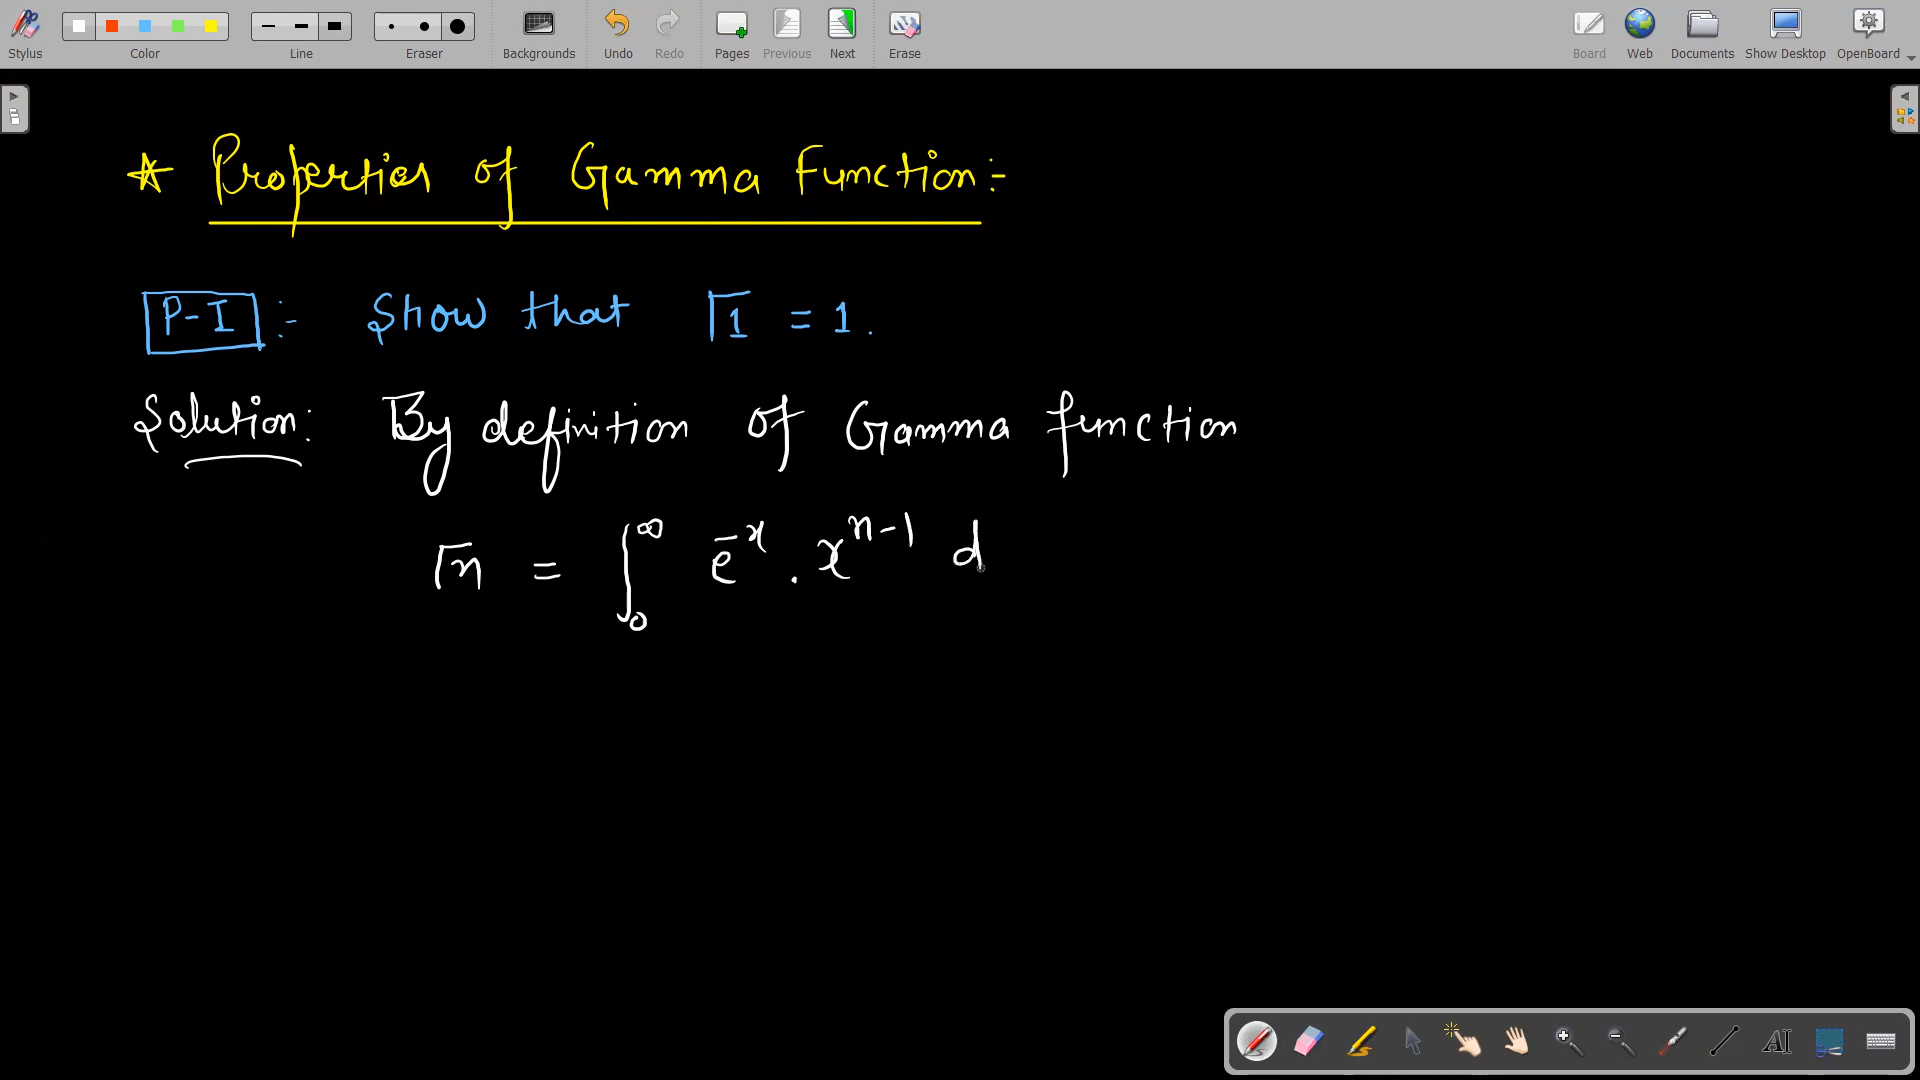 Stylus Color Line Eraser Backgrounds Undo Redo Pages Previous Next Erase Board Web Documents Show Desktop OpenBoard
* Properties of Gamma Function:-
P-I :- Show that Γ1 = 1.
Solution: By definition of Gamma function
Γn = ∫₀^∞ e^-x . x^n-1 d